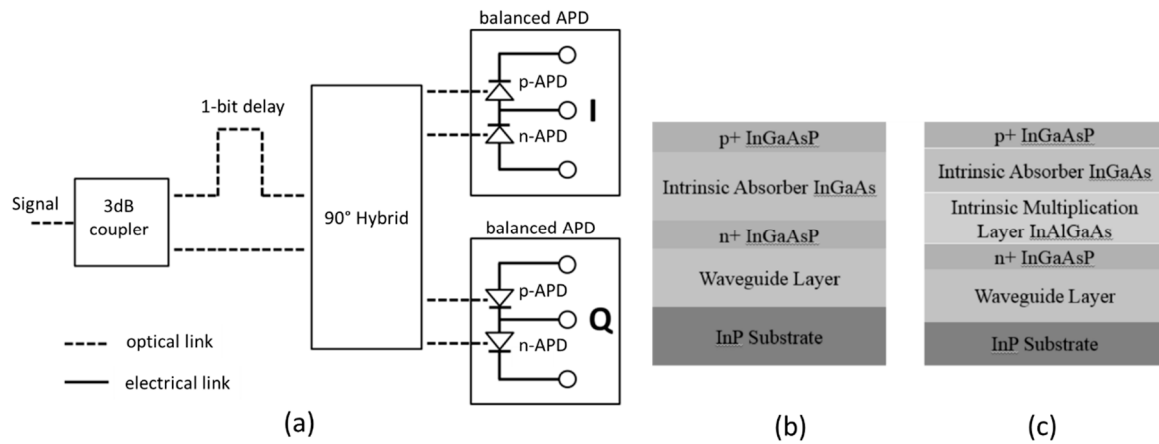 balanced APD
p-APD
n-APD
I
1-bit delay
Signal
3dB
coupler
90° Hybrid
balanced APD
p-APD
n-APD
Q
optical link
electrical link
(a)
p+ InGaAsP
Intrinsic Absorber InGaAs
n+ InGaAsP
Waveguide Layer
InP Substrate
(b)
p+ InGaAsP
Intrinsic Absorber InGaAs
Intrinsic Multiplication
Layer InAlGaAs
n+ InGaAsP
Waveguide Layer
InP Substrate
(c)